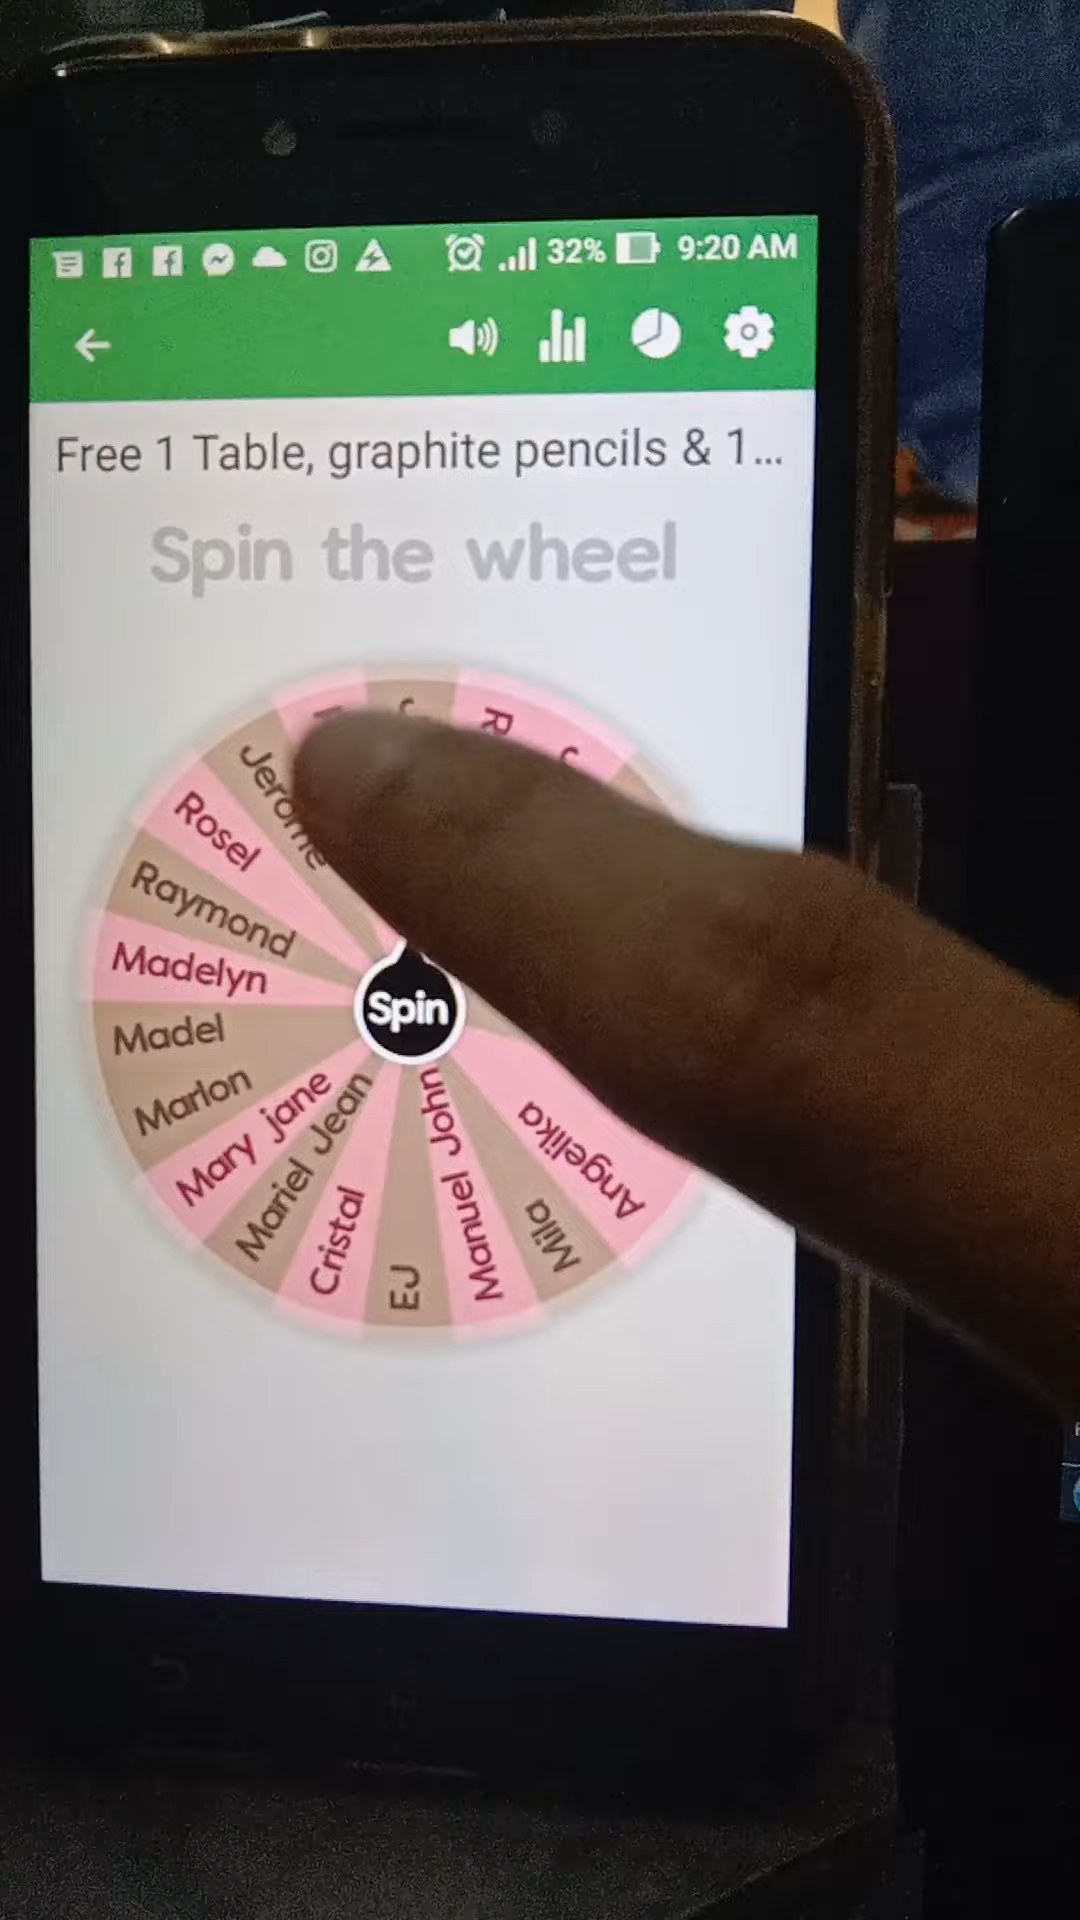 32% 9:20 AM
Free 1 Table, graphite pencils & 1...
Spin the wheel
Jerome
Rosel
Raymond
Madelyn
Madel
Marlon
Mary jane
Mariel Jean
Cristal
EJ
Manuel John
Mila
Angelika
Spin